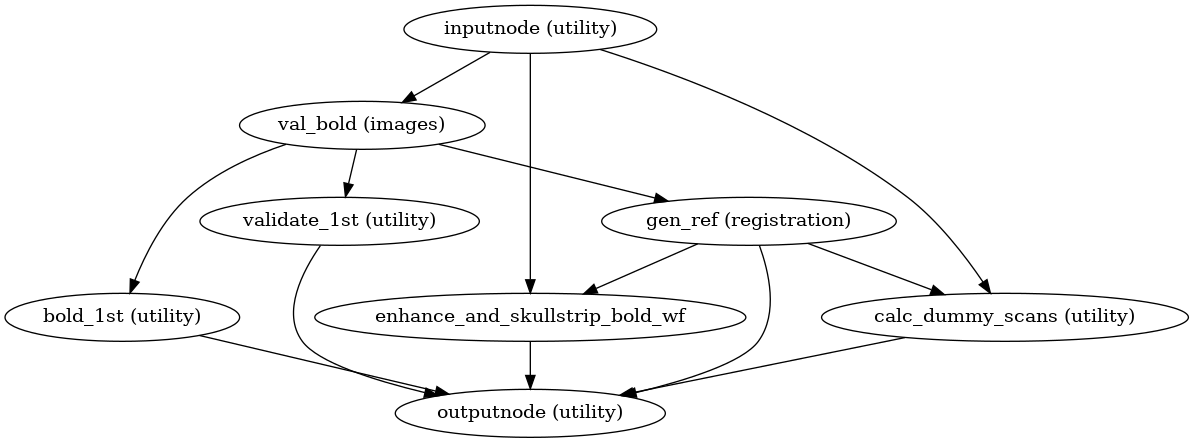 inputnode (utility)
val_bold (images)
validate_1st (utility)
gen_ref (registration)
bold_1st (utility)
enhance_and_skullstrip_bold_wf
calc_dummy_scans (utility)
outputnode (utility)